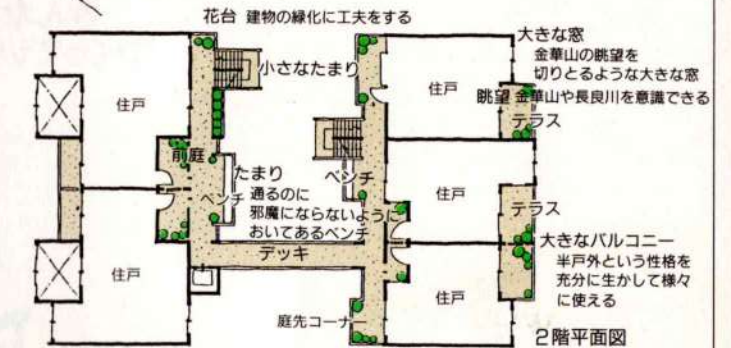 花台 建物の緑化に工夫をする
大きな窓
金華山の眺望を
切りとるような大きな窓
小さなたまり
住戸
住戸
眺望 金華山や長良川を意識できる
テラス
前庭
たまり
ベンチ
通るのに
邪魔にならないように
おいてあるベンチ
ベンチ
住戸
テラス
デッキ
大きなバルコニー
半戸外という性格を
充分に生かして様々
に使える
住戸
住戸
庭先コーナー
2階平面図